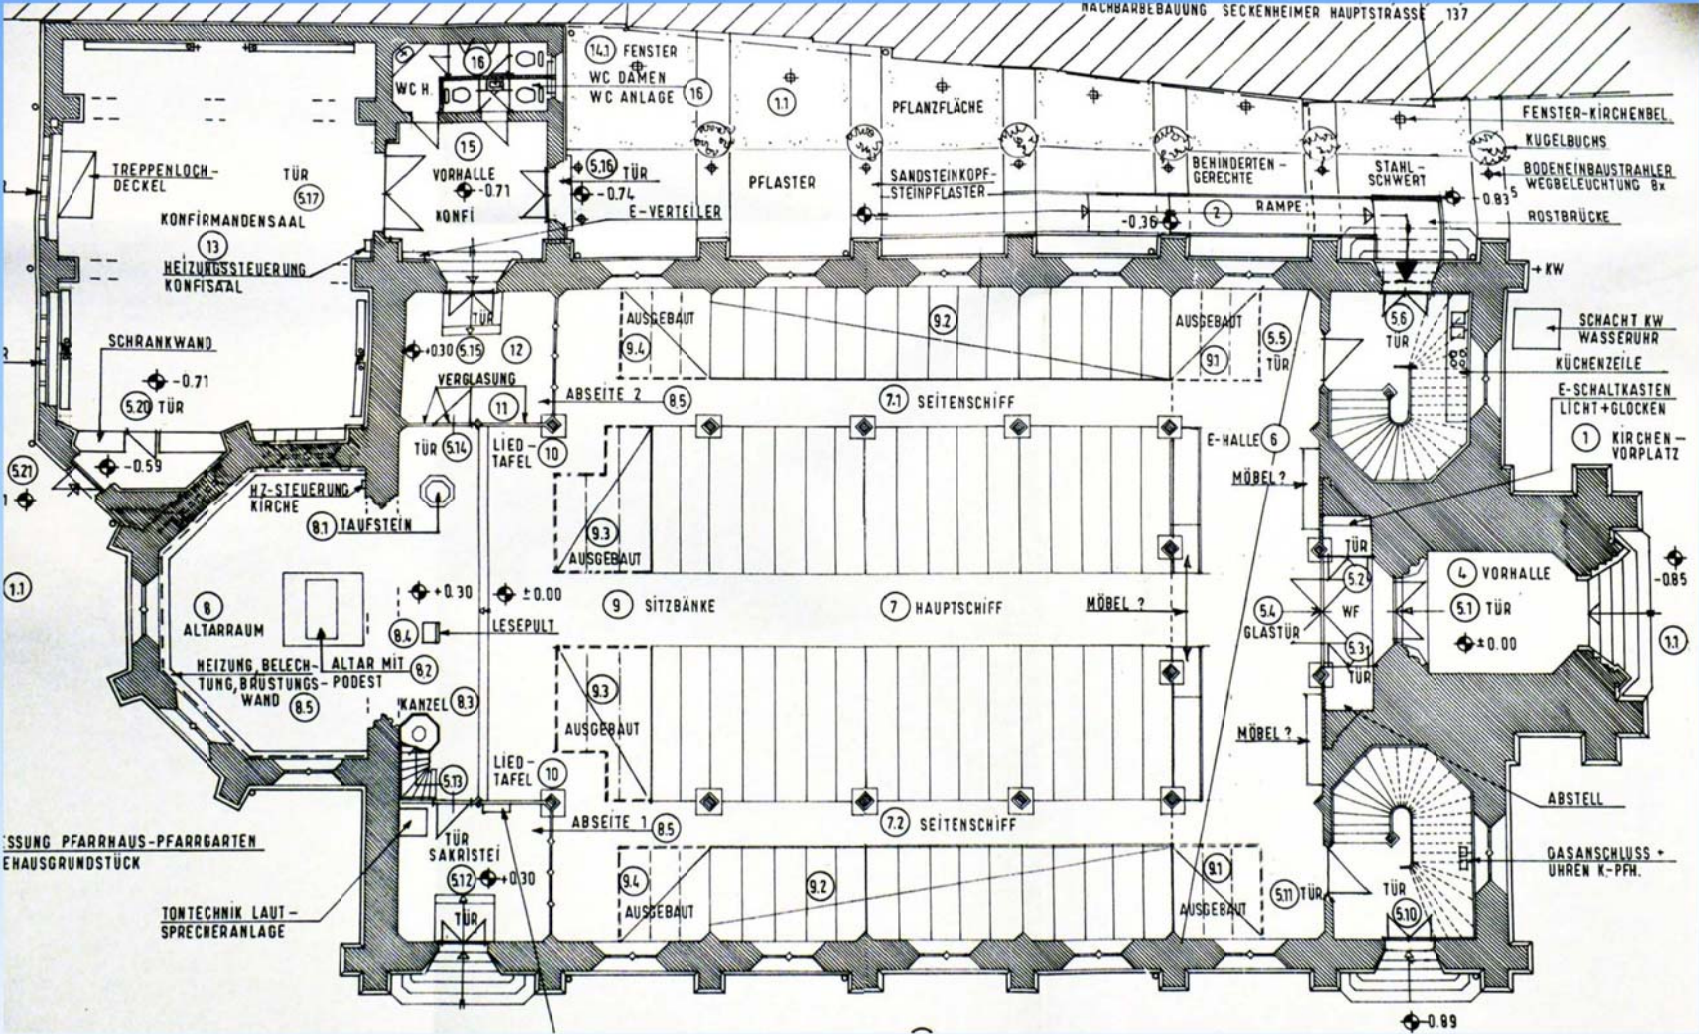 NACHBARBEBAUUNG SECKENHEIMER HAUPTSTRASSE 137
14.1 FENSTER
WC DAMEN
WC ANLAGE 16
16
WC H.
1.1
PFLANZFLÄCHE
FENSTER-KIRCHENBEL.
KUGELBUCHS
BODENEINBAUSTRAHLER
WEGBELEUCHTUNG 8x
ROSTBRÜCKE
STAHL-
SCHWERT
-0.83⁵
BEHINDERTEN-
GERECHTE
RAMPE
2
-0.36
SANDSTEINKOPF-
STEINPFLASTER
PFLASTER
15
VORHALLE
-0.71
KONFI
5.16 TÜR
-0.74
E-VERTEILER
TREPPENLOCH-
DECKEL
TÜR
5.17
KONFIRMANDENSAAL
13
HEIZUNGSSTEUERUNG
KONFISAAL
SCHRANKWAND
-0.71
5.20 TÜR
-0.59
5.21
TÜR
+0.30 5.15
12
VERGLASUNG
11
ABSEITE 2
8.5
TÜR 5.14
LIED-
TAFEL
10
AUSGEBAUT
9.4
9.2
AUSGEBAUT
9.1
5.5
TÜR
5.6
TÜR
+KW
SCHACHT KW
WASSERUHR
KÜCHENZEILE
E-SCHALTKASTEN
LICHT+GLOCKEN
1 KIRCHEN-
VORPLATZ
7.1 SEITENSCHIFF
E-HALLE 6
MÖBEL ?
HZ-STEUERUNG
KIRCHE
8.1 TAUFSTEIN
9.3
AUSGEBAUT
TÜR
5.2
4 VORHALLE
-0.85
1.1
8
ALTARRAUM
+0.30
±0.00
8.4
LESEPULT
9 SITZBÄNKE
7 HAUPTSCHIFF
MÖBEL ?
5.4
GLASTÜR
WF
5.1 TÜR
±0.00
1.1
5.3
TÜR
HEIZUNG, BELECH-
TUNG, BRÜSTUNGS-
WAND 8.5
ALTAR MIT
PODEST
8.2
KANZEL 8.3
9.3
AUSGEBAUT
MÖBEL ?
LIED-
TAFEL
10
5.13
ABSTELL
SSUNG PFARRHAUS-PFARRGARTEN
EHAUSGRUNDSTÜCK
ABSEITE 1 8.5
7.2 SEITENSCHIFF
TÜR
SAKRISTEI
5.12 +0.30
TÜR
TONTECHNIK LAUT-
SPRECHERANLAGE
9.4
AUSGEBAUT
9.2
9.1
AUSGEBAUT
5.11 TÜR
TÜR
5.10
GASANSCHLUSS +
UHREN K.-PFH.
-0.89